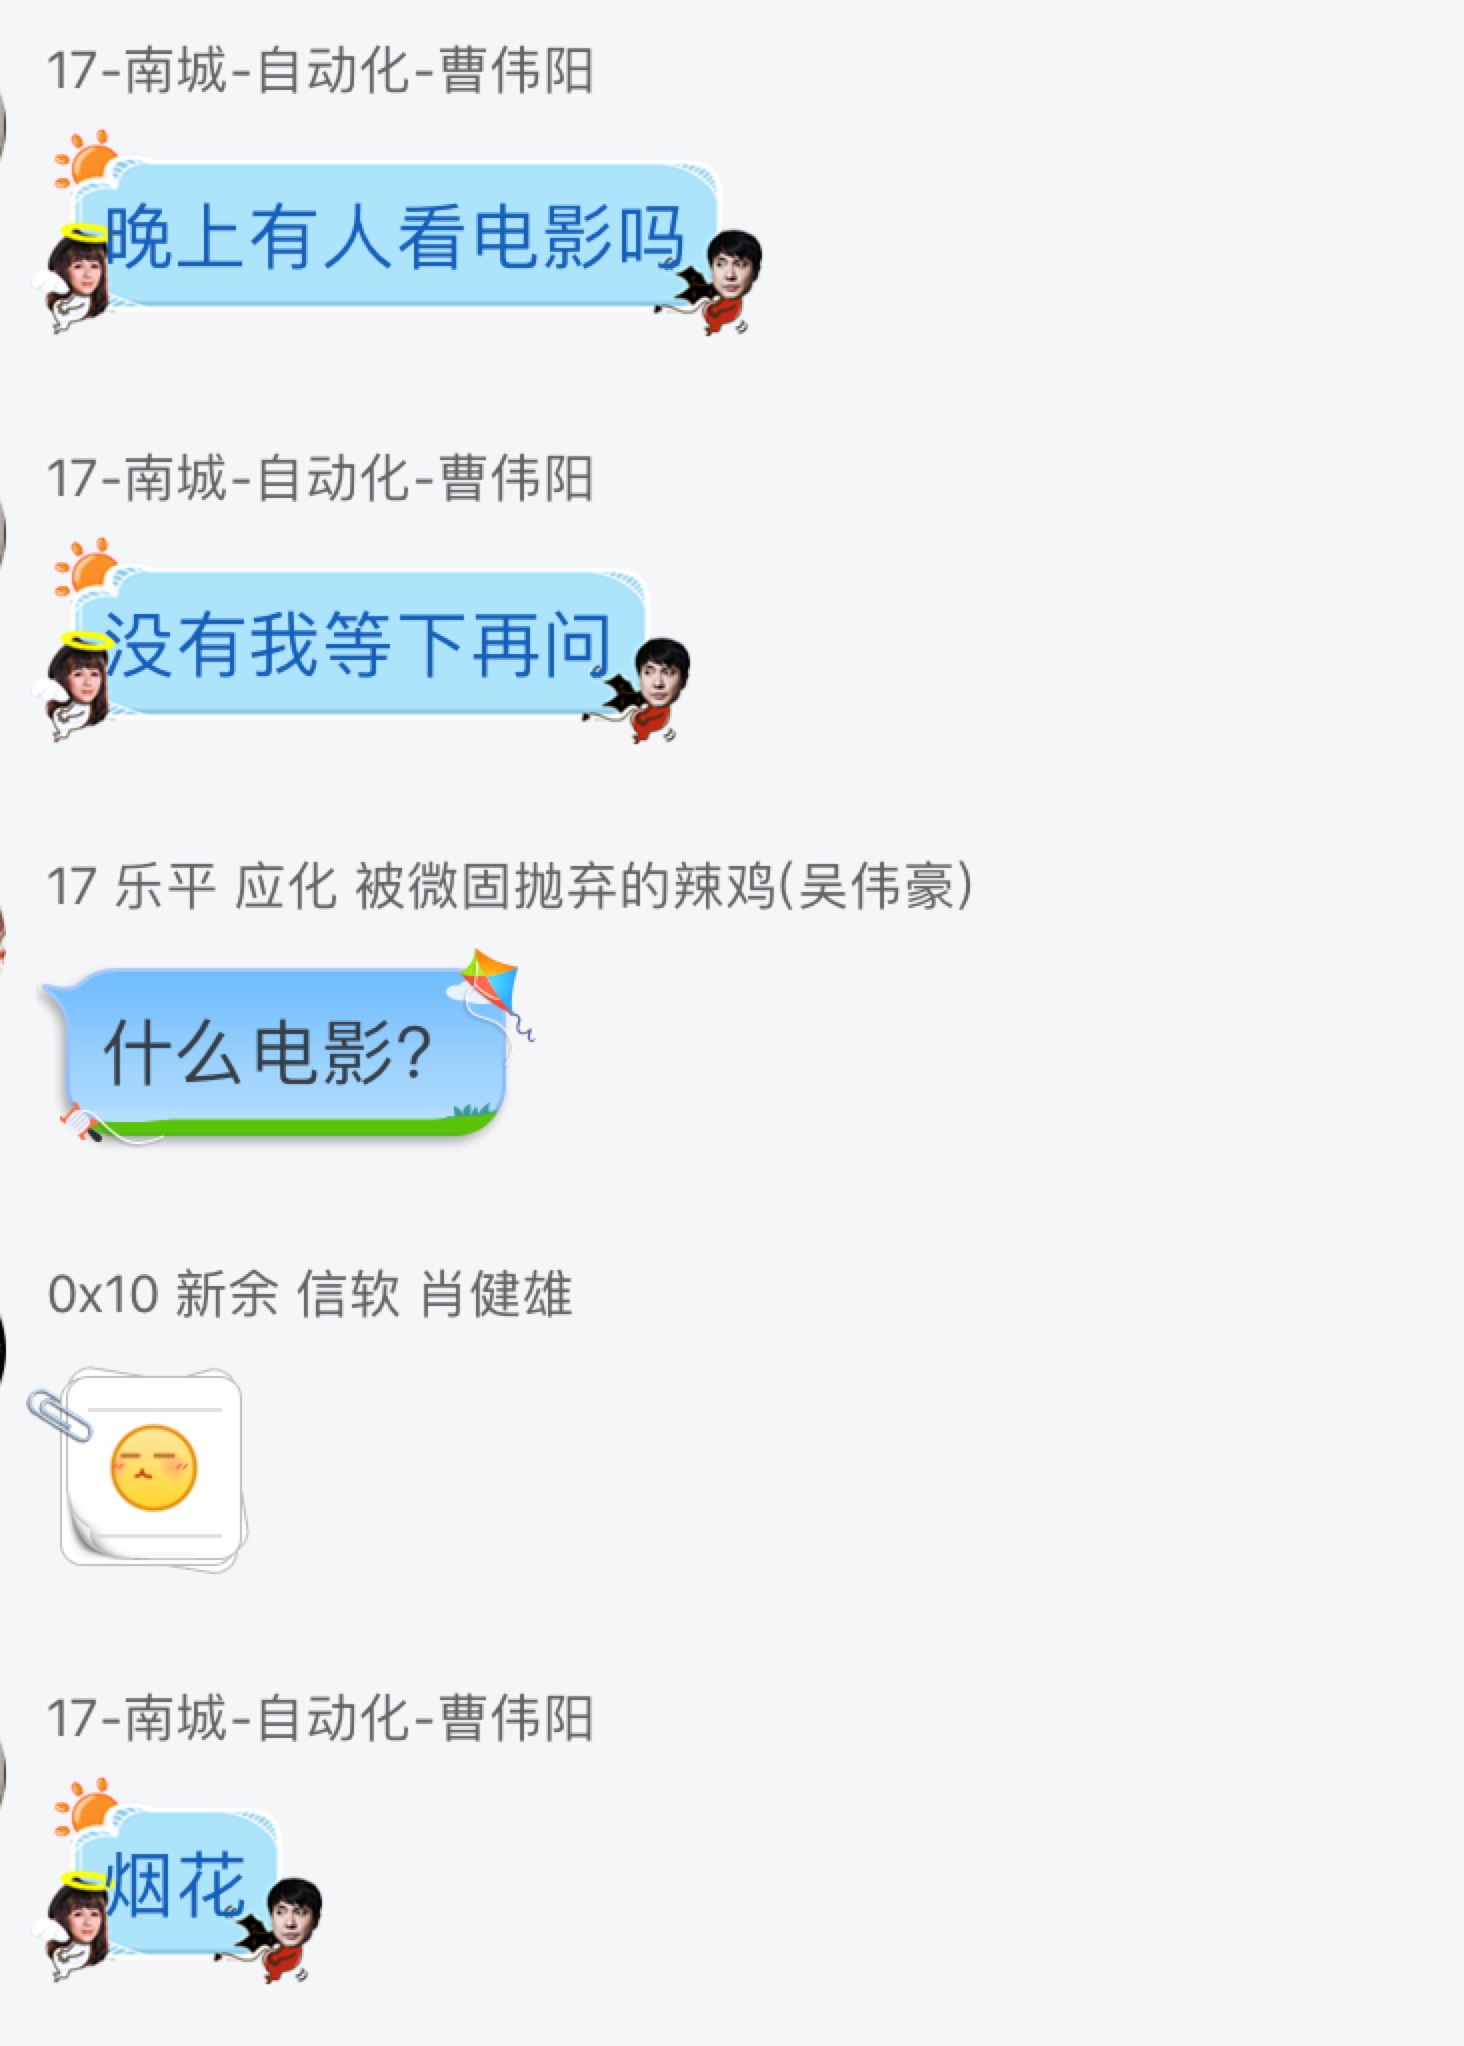 17-南城-自动化-曹伟阳
晚上有人看电影吗
17-南城-自动化-曹伟阳
没有我等下再问
17 乐平 应化 被微固抛弃的辣鸡(吴伟豪)
什么电影?
0x10 新余 信软 肖健雄
17-南城-自动化-曹伟阳
烟花